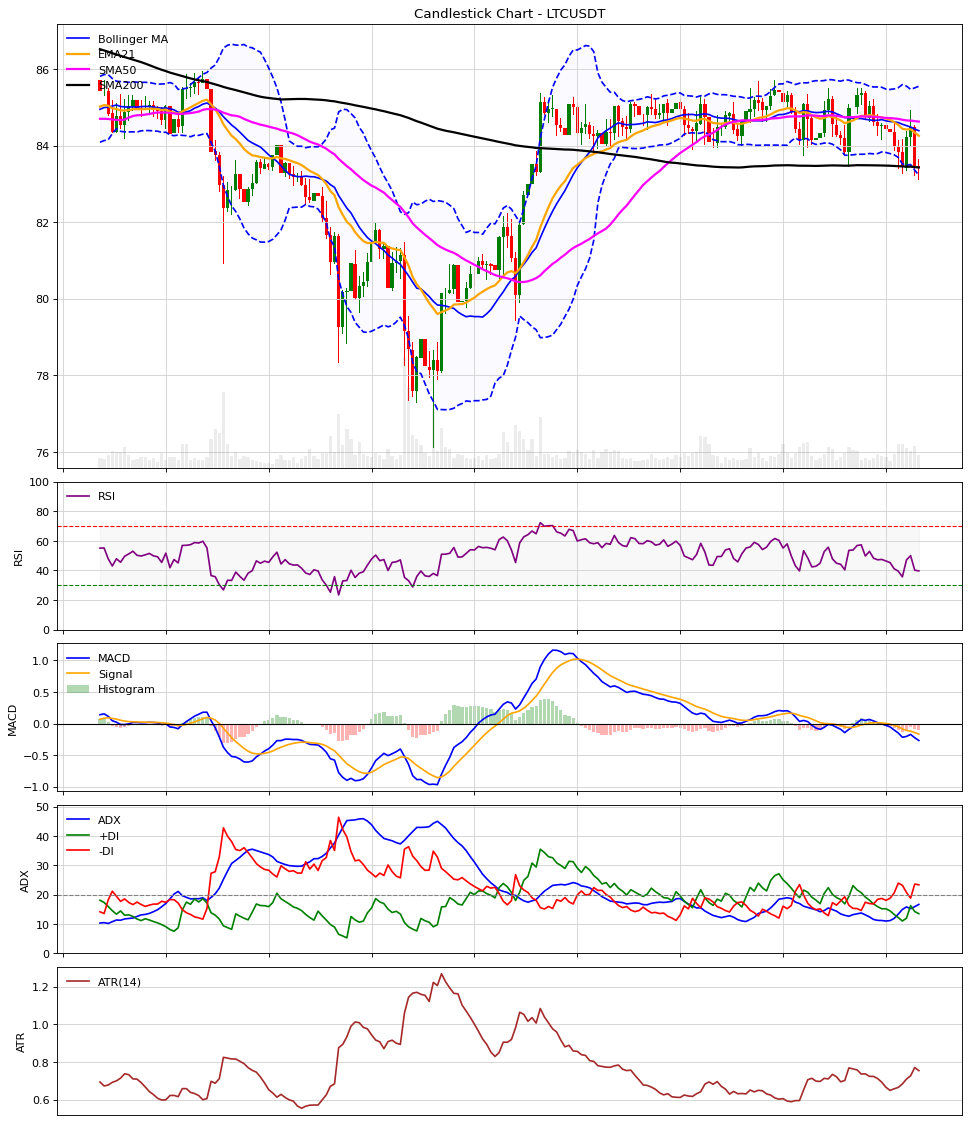 Candlestick Chart - LTCUSDT
Bollinger MA
EMA21
SMA50
SMA200
86
84
82
80
78
76
RSI
100
80
60
40
20
0
RSI
MACD
Signal
Histogram
1.0
0.5
0.0
−0.5
−1.0
MACD
ADX
+DI
-DI
50
40
30
20
10
0
ADX
ATR(14)
1.2
1.0
0.8
0.6
ATR